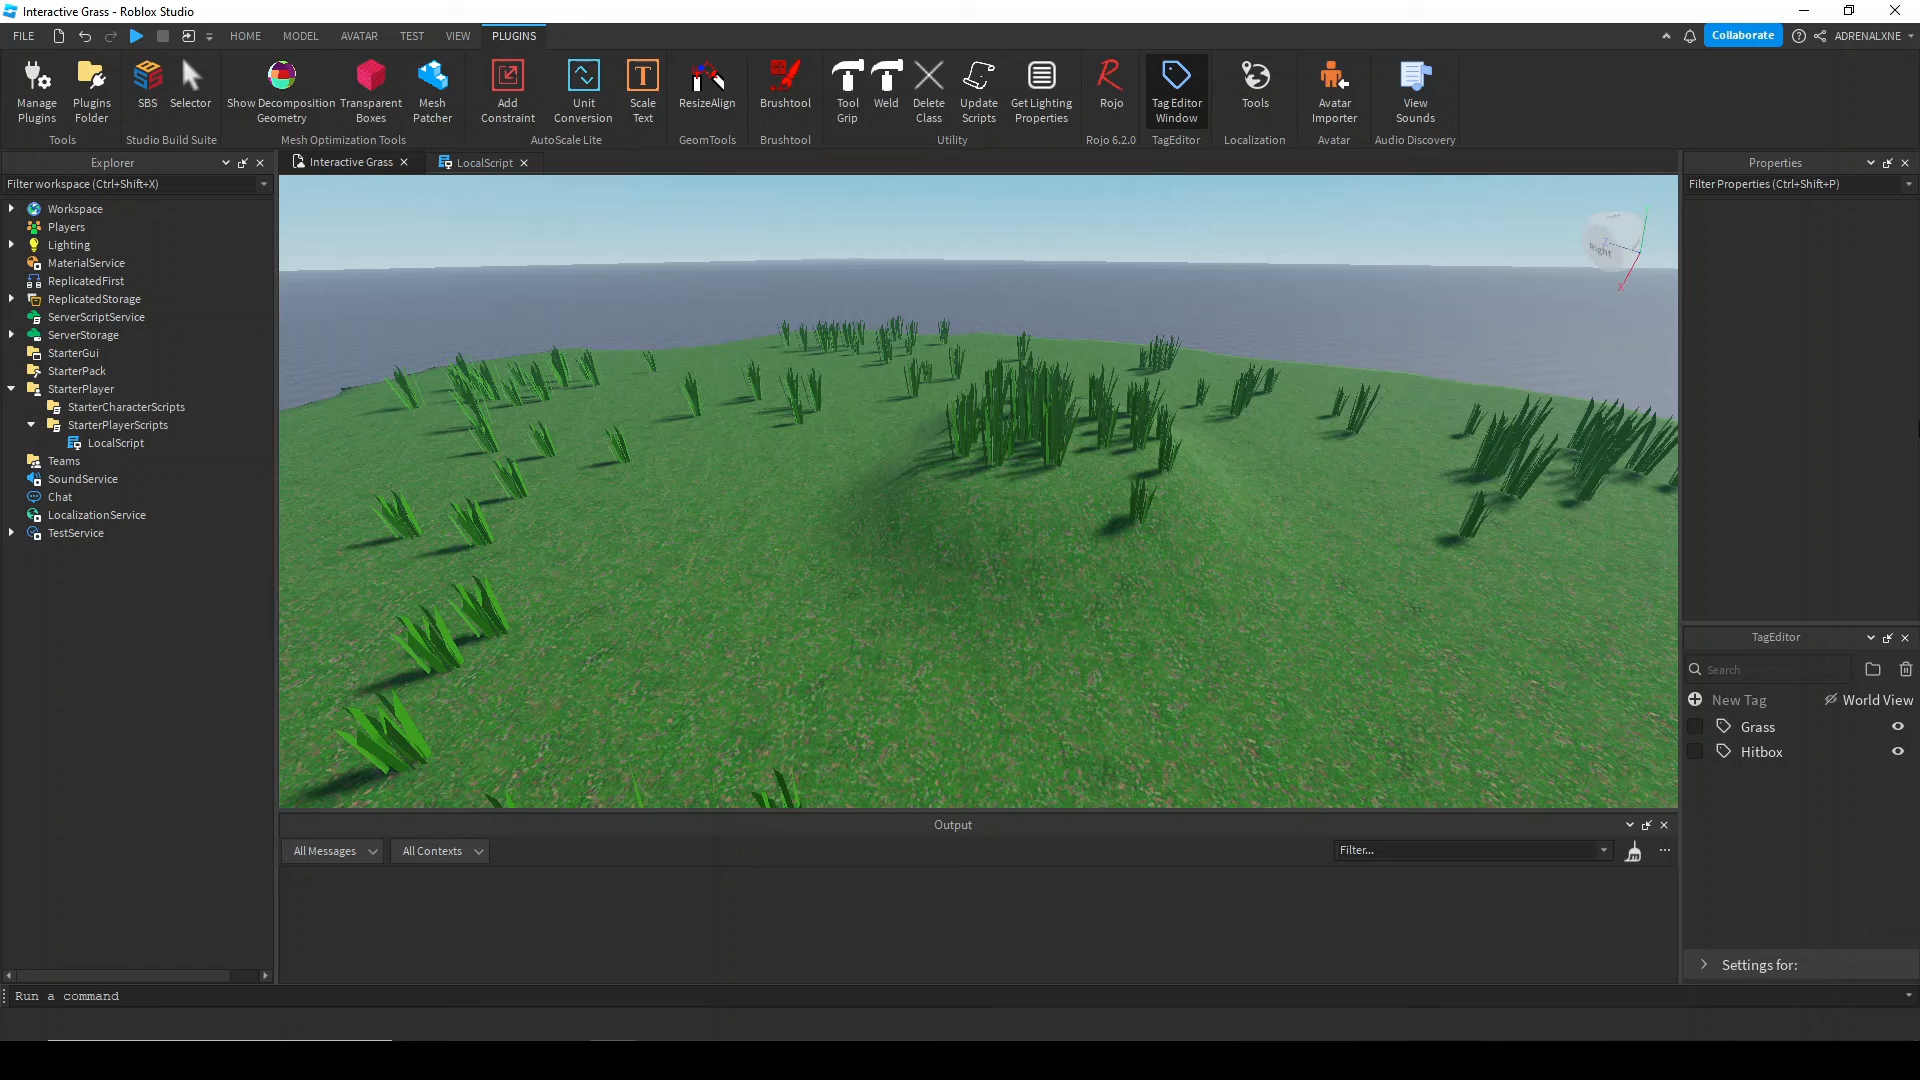 Interactive Grass - Roblox Studio
FILE
HOME
MODEL
AVATAR
TEST
VIEW
PLUGINS
Collaborate
ADRENALXNE
Manage Plugins
Plugins Folder
SBS
Selector
Show Decomposition Geometry
Transparent Boxes
Mesh Patcher
Add Constraint
Unit Conversion
Scale Text
ResizeAlign
Brushtool
Tool Grip
Weld
Delete Class
Update Scripts
Get Lighting Properties
Rojo
Tag Editor Window
Tools
Avatar Importer
View Sounds
Tools
Studio Build Suite
Mesh Optimization Tools
AutoScale Lite
GeomTools
Brushtool
Utility
Rojo 6.2.0
TagEditor
Localization
Avatar
Audio Discovery
Explorer
Interactive Grass
LocalScript
Properties
Filter workspace (Ctrl+Shift+X)
Filter Properties (Ctrl+Shift+P)
Workspace
Players
Lighting
MaterialService
ReplicatedFirst
ReplicatedStorage
ServerScriptService
ServerStorage
StarterGui
StarterPack
StarterPlayer
StarterCharacterScripts
StarterPlayerScripts
LocalScript
Teams
SoundService
Chat
LocalizationService
TestService
Right
Z
X
TagEditor
Search
New Tag
World View
Grass
Hitbox
Settings for:
Output
All Messages
All Contexts
Filter...
Run a command